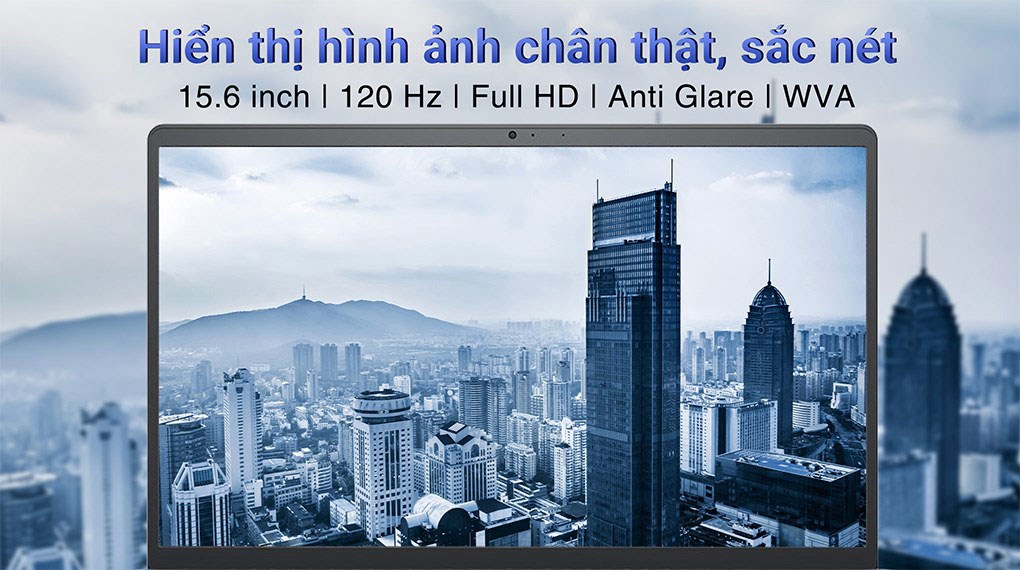 Hiển thị hình ảnh chân thật, sắc nét
15.6 inch | 120 Hz | Full HD | Anti Glare | WVA